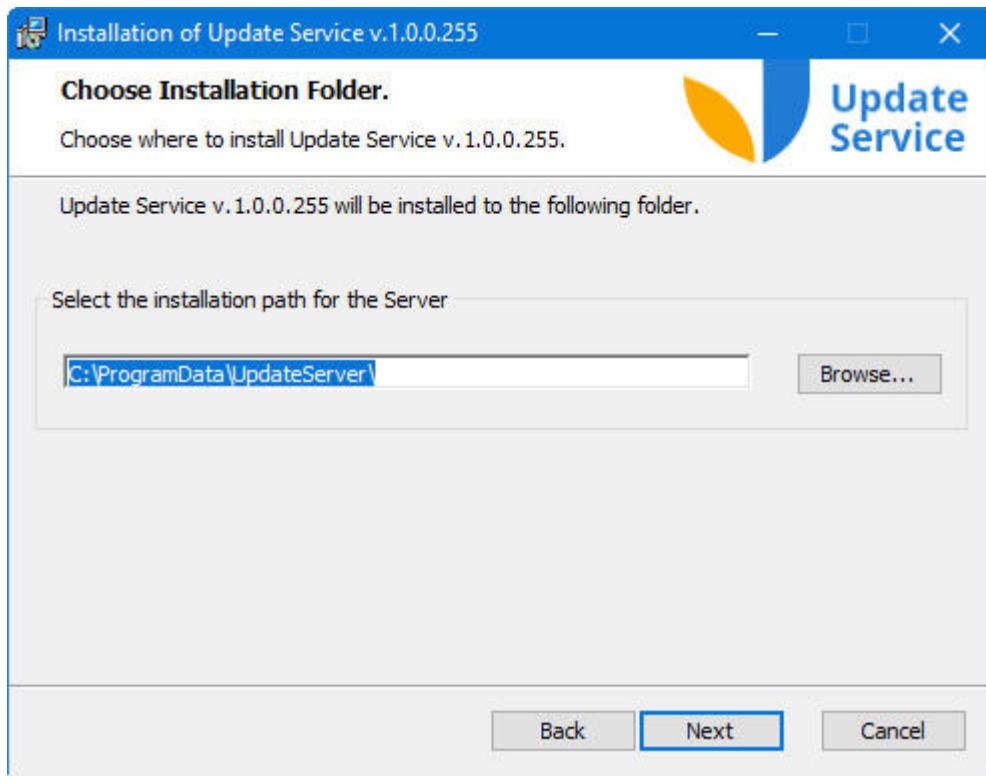 Installation of Update Service v.1.0.0.255
Choose Installation Folder.
Choose where to install Update Service v.1.0.0.255.
Update
Service
Update Service v.1.0.0.255 will be installed to the following folder.
Select the installation path for the Server
C:\ProgramData\UpdateServer\
Browse...
Back
Next
Cancel